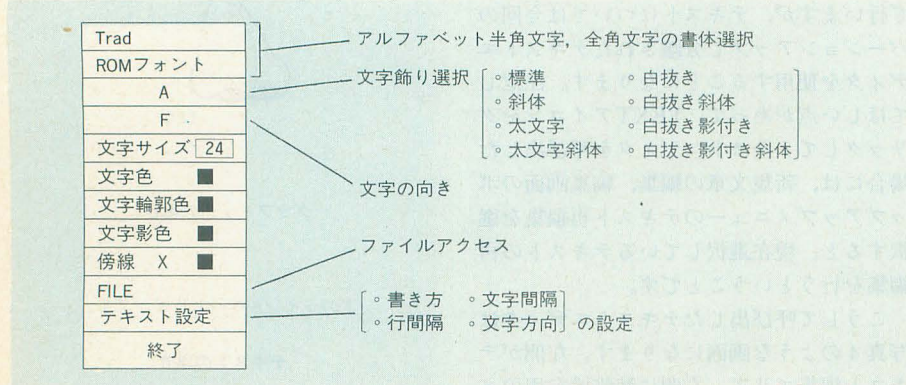 Trad
ROMフォント
A
F
文字サイズ 24
文字色 ■
文字輪郭色 ■
文字影色 ■
傍線 X ■
FILE
テキスト設定
終了
アルファベット半角文字，全角文字の書体選択
文字飾り選択
◦標準 ◦白抜き
◦斜体 ◦白抜き斜体
◦太文字 ◦白抜き影付き
◦太文字斜体 ◦白抜き影付き斜体
文字の向き
ファイルアクセス
◦書き方 ◦文字間隔
◦行間隔 ◦文字方向 の設定